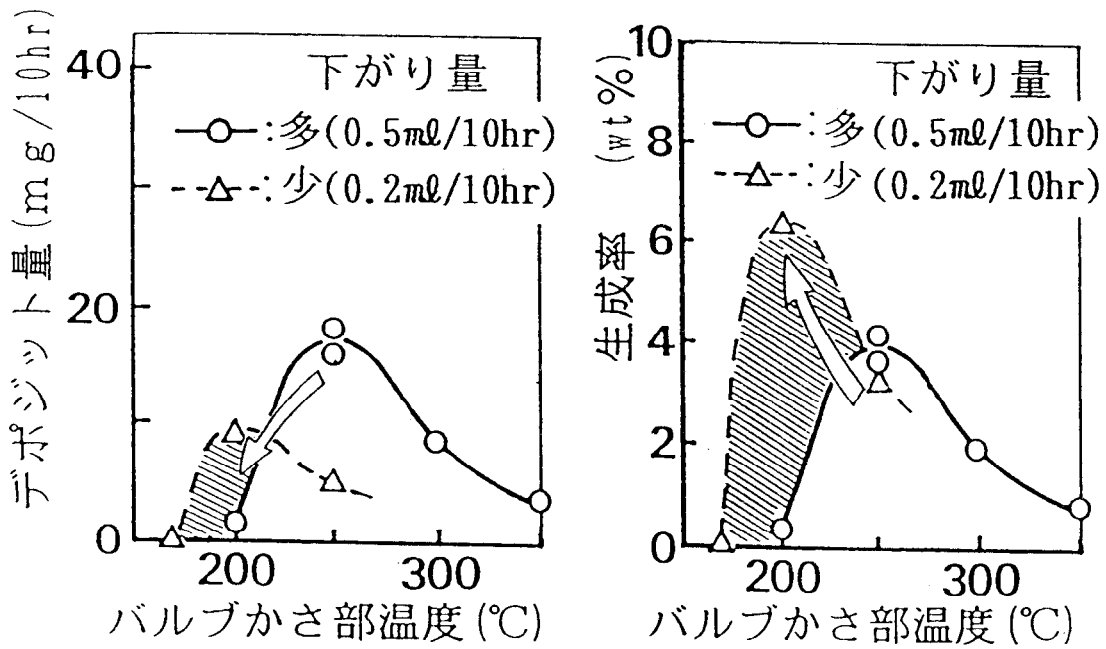 デポジット量(mg/10hr)
40
20
0
下がり量
○:多(0.5mℓ/10hr)
△:少(0.2mℓ/10hr)
200
300
バルブかさ部温度(℃)
生成率 (wt%)
10
8
6
4
2
0
下がり量
○:多(0.5mℓ/10hr)
△:少(0.2mℓ/10hr)
200
300
バルブかさ部温度(℃)